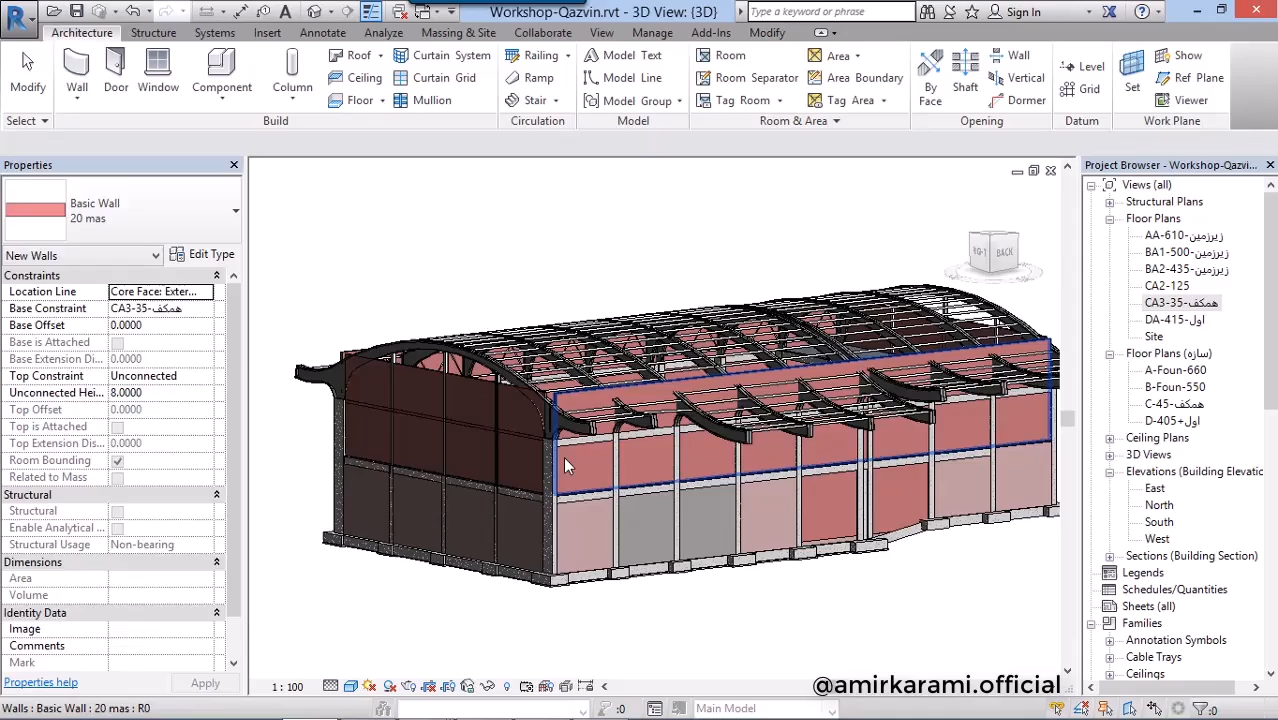 Workshop-Qazvin.rvt - 3D View: {3D}
Type a keyword or phrase
Sign In
Architecture Structure Systems Insert Annotate Analyze Massing & Site Collaborate View Manage Add-Ins Modify
Modify
Wall
Door
Window
Component
Column
Roof
Ceiling
Floor
Curtain System
Curtain Grid
Mullion
Railing
Ramp
Stair
Model Text
Model Line
Model Group
Room
Room Separator
Tag Room
Area
Area Boundary
Tag Area
By Face
Shaft
Wall
Vertical
Dormer
Level
Grid
Set
Show
Ref Plane
Viewer
Select
Build
Circulation
Model
Room & Area
Opening
Datum
Work Plane
Properties
Basic Wall
20 mas
New Walls
Edit Type
Constraints
Location Line Core Face: Exter...
Base Constraint CA3-35-همکف
Base Offset 0.0000
Base is Attached
Base Extension Di... 0.0000
Top Constraint Unconnected
Unconnected Hei... 8.0000
Top Offset 0.0000
Top is Attached
Top Extension Dis... 0.0000
Room Bounding
Related to Mass
Structural
Structural
Enable Analytical ...
Structural Usage Non-bearing
Dimensions
Area
Volume
Identity Data
Image
Comments
Mark
Properties help
Apply
BACK
Project Browser - Workshop-Qazvi...
Views (all)
Structural Plans
Floor Plans
AA-610-زیرزمین
BA1-500-زیرزمین
BA2-435-زیرزمین
CA2-125
CA3-35-همکف
DA-415-اول
Site
Floor Plans (سازه)
A-Foun-660
B-Foun-550
C-45-همکف
D-405+اول
Ceiling Plans
3D Views
Elevations (Building Elevatic
East
North
South
West
Sections (Building Section)
Legends
Schedules/Quantities
Sheets (all)
Families
Annotation Symbols
Cable Trays
Ceilings
1 : 100
@amirkarami.official
Walls : Basic Wall : 20 mas : R0
:0
Main Model
:0